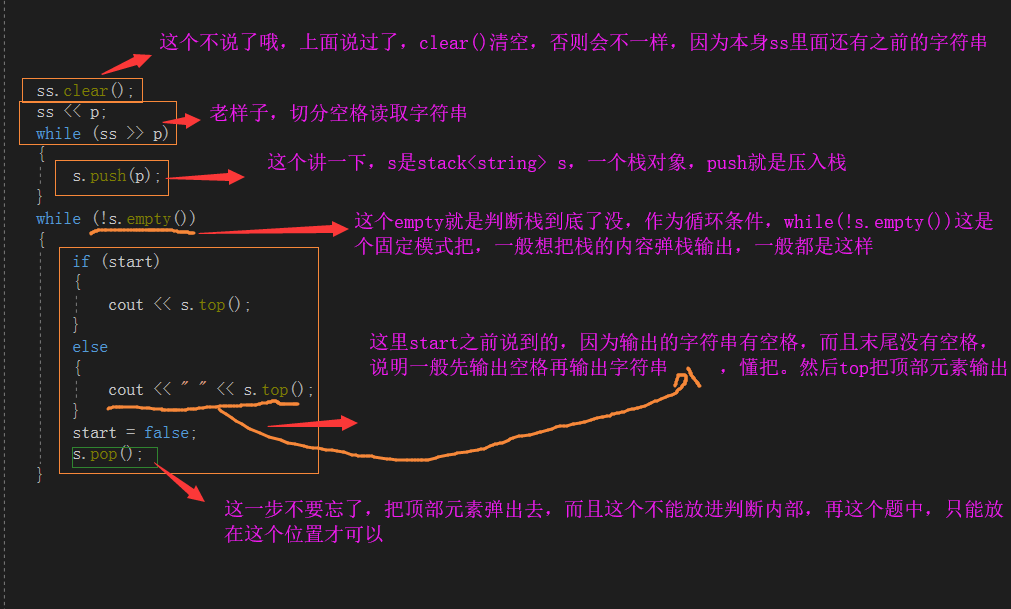 这个不说了哦，上面说过了，clear()清空，否则会不一样，因为本身ss里面还有之前的字符串
ss.clear();
ss << p;
老样子，切分空格读取字符串
while (ss >> p)
{
这个讲一下，s是stack<string> s，一个栈对象，push就是压入栈
s.push(p);
}
while (!s.empty())
这个empty就是判断栈到底了没，作为循环条件，while(!s.empty())这是
个固定模式把，一般想把栈的内容弹栈输出，一般都是这样
{
if (start)
{
cout << s.top();
}
这里start之前说到的，因为输出的字符串有空格，而且末尾没有空格，
else
说明一般先输出空格再输出字符串 ，懂把。然后top把顶部元素输出
{
cout << " " << s.top();
}
start = false;
s.pop();
}
这一步不要忘了，把顶部元素弹出去，而且这个不能放进判断内部，再这个题中，只能放
在这个位置才可以